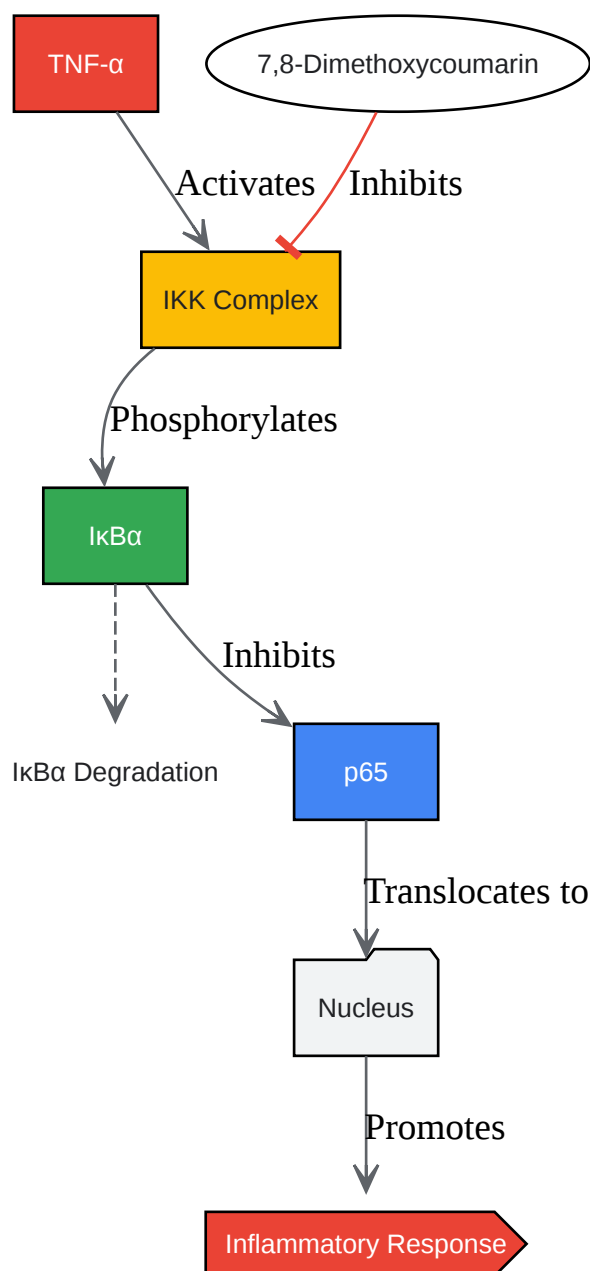 TNF-α
7,8-Dimethoxycoumarin
Activates
Inhibits
IKK Complex
Phosphorylates
IκBα
Inhibits
IκBα Degradation
p65
Translocates to
Nucleus
Promotes
Inflammatory Response